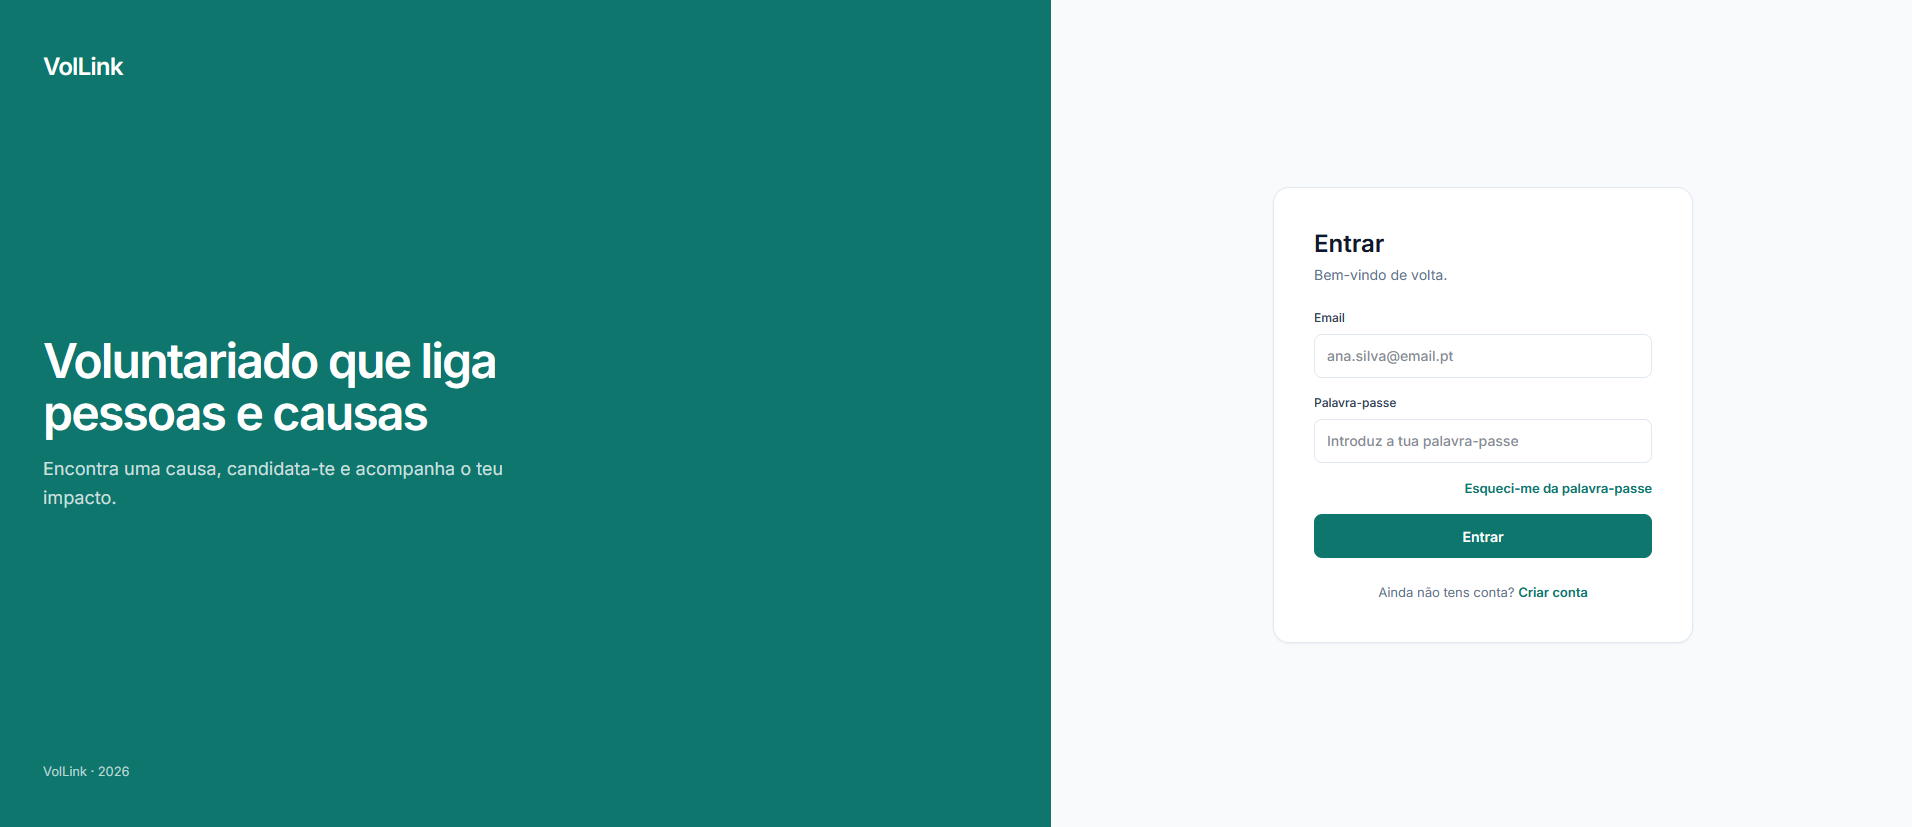 VolLink
Voluntariado que liga
pessoas e causas
Encontra uma causa, candidata-te e acompanha o teu
impacto.
VolLink · 2026
Entrar
Bem-vindo de volta.
Email
ana.silva@email.pt
Palavra-passe
Introduz a tua palavra-passe
Esqueci-me da palavra-passe
Entrar
Ainda não tens conta? Criar conta